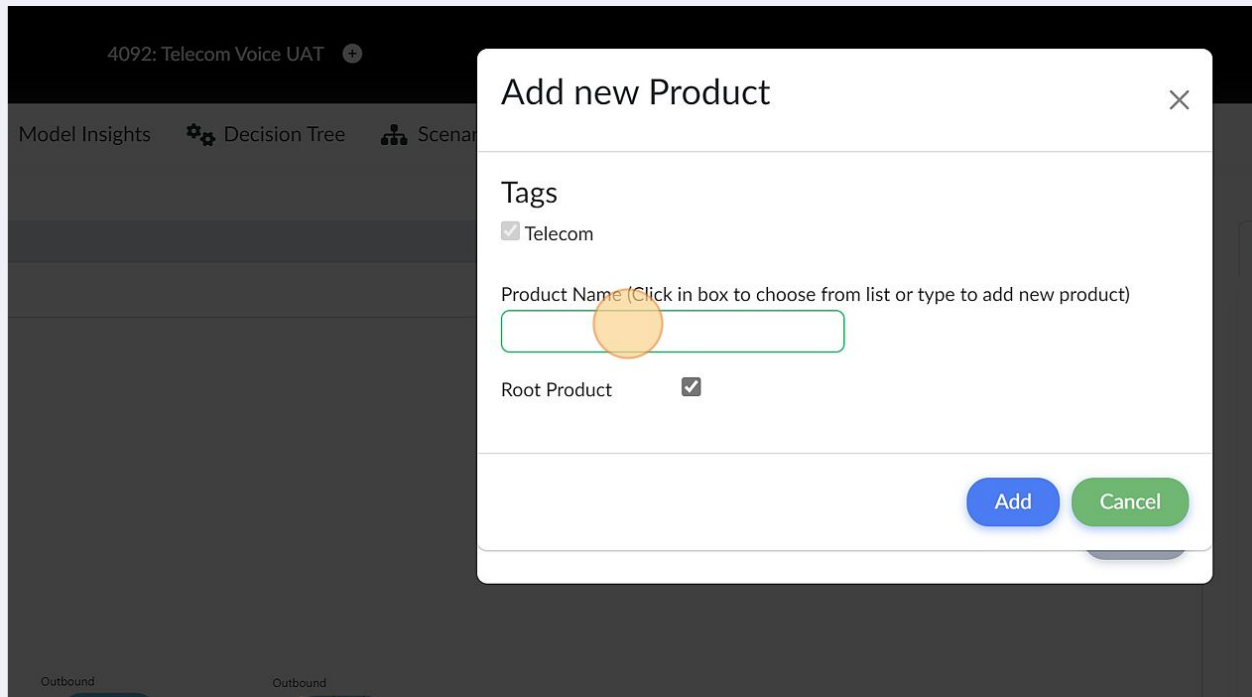 4092: Telecom Voice UAT
Add new Product
Model Insights Decision Tree Scenar
Tags
Telecom
Product Name (Click in box to choose from list or type to add new product)
Root Product
Add Cancel
Outbound Outbound